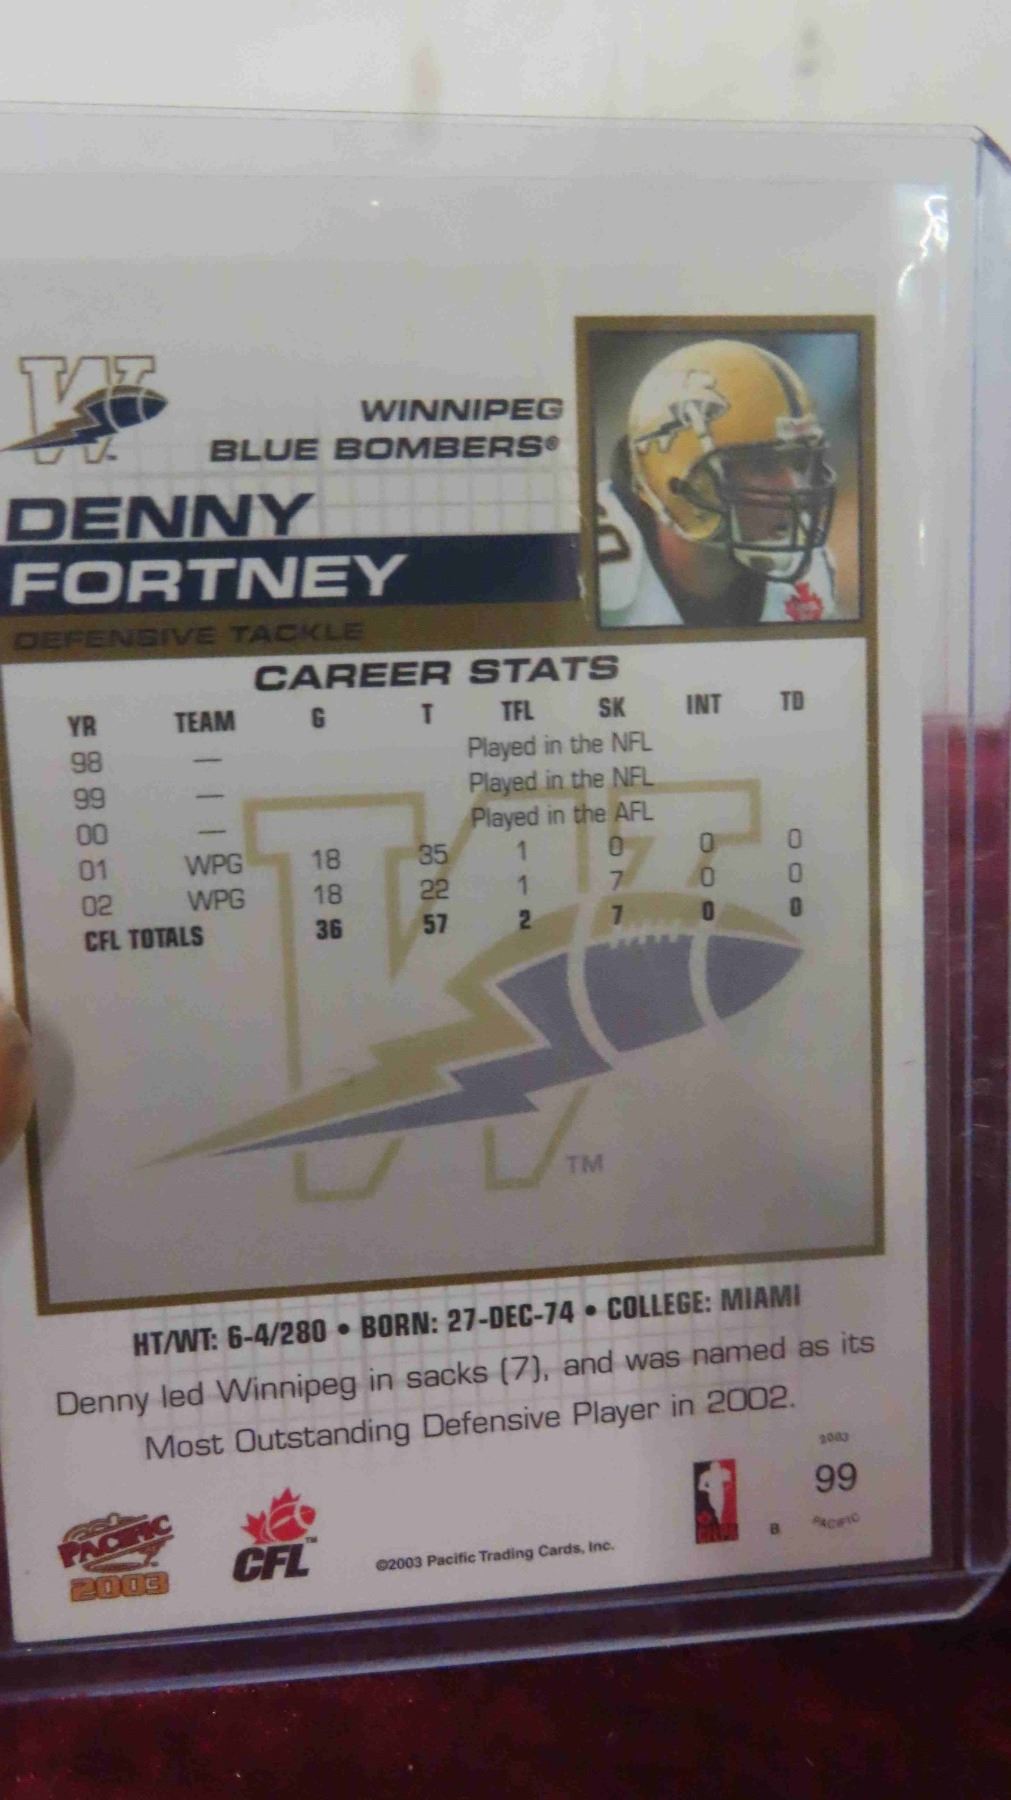 WINNIPEG
BLUE BOMBERS®
DENNY
FORTNEY
DEFENSIVE TACKLE
CAREER STATS
YR TEAM G T TFL SK INT TD
98 — Played in the NFL
99 — Played in the NFL
00 — Played in the AFL
01 WPG 18 35 1 0 0 0
02 WPG 18 22 1 7 0 0
CFL TOTALS 36 57 2 7 0 0
TM
HT/WT: 6-4/280 • BORN: 27-DEC-74 • COLLEGE: MIAMI
Denny led Winnipeg in sacks (7), and was named as its
Most Outstanding Defensive Player in 2002.
PACIFIC
2003
CFL™
©2003 Pacific Trading Cards, Inc.
B
2003
99
PACIFIC